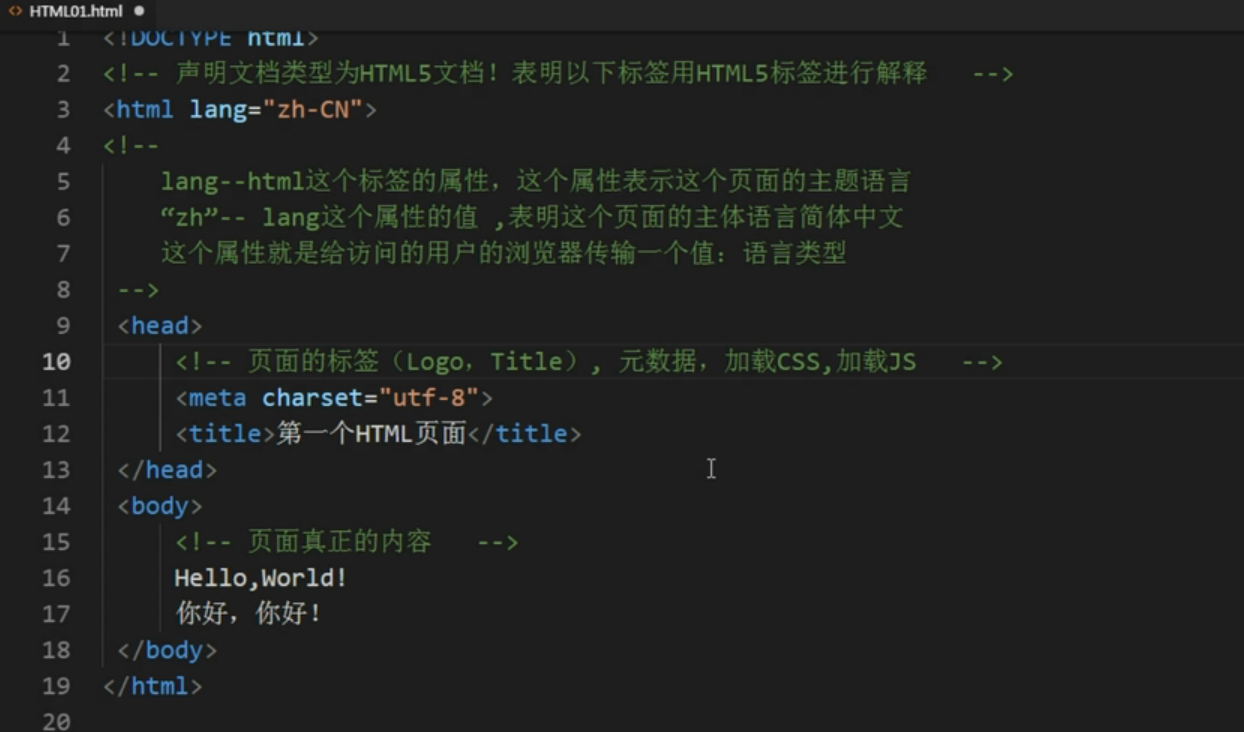 HTML01.html
1 <!DOCTYPE html>
2 <!-- 声明文档类型为HTML5文档！表明以下标签用HTML5标签进行解释 -->
3 <html lang="zh-CN">
4 <!--
5 lang--html这个标签的属性，这个属性表示这个页面的主题语言
6 “zh”-- lang这个属性的值 ,表明这个页面的主体语言简体中文
7 这个属性就是给访问的用户的浏览器传输一个值：语言类型
8 -->
9 <head>
10 <!-- 页面的标签（Logo，Title）, 元数据，加载CSS,加载JS -->
11 <meta charset="utf-8">
12 <title>第一个HTML页面</title>
13 </head>
14 <body>
15 <!-- 页面真正的内容 -->
16 Hello,World!
17 你好，你好！
18 </body>
19 </html>
20